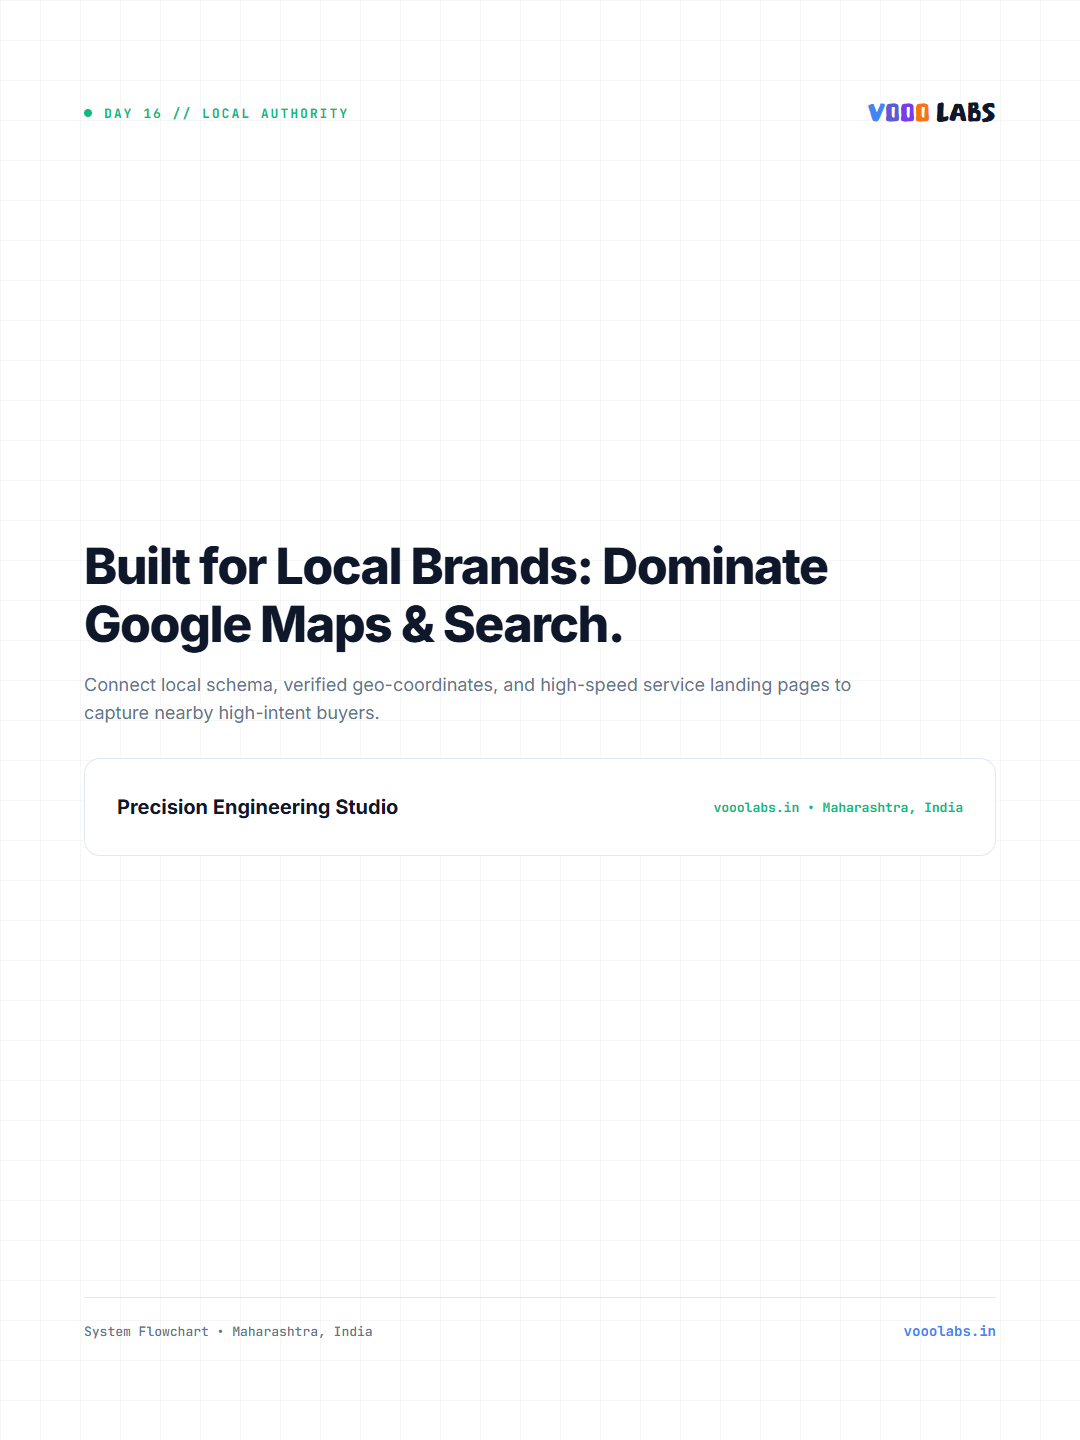 DAY 16 // LOCAL AUTHORITY
VOOO LABS
Built for Local Brands: Dominate
Google Maps & Search.
Connect local schema, verified geo-coordinates, and high-speed service landing pages to
capture nearby high-intent buyers.
Precision Engineering Studio
vooolabs.in • Maharashtra, India
System Flowchart • Maharashtra, India
vooolabs.in